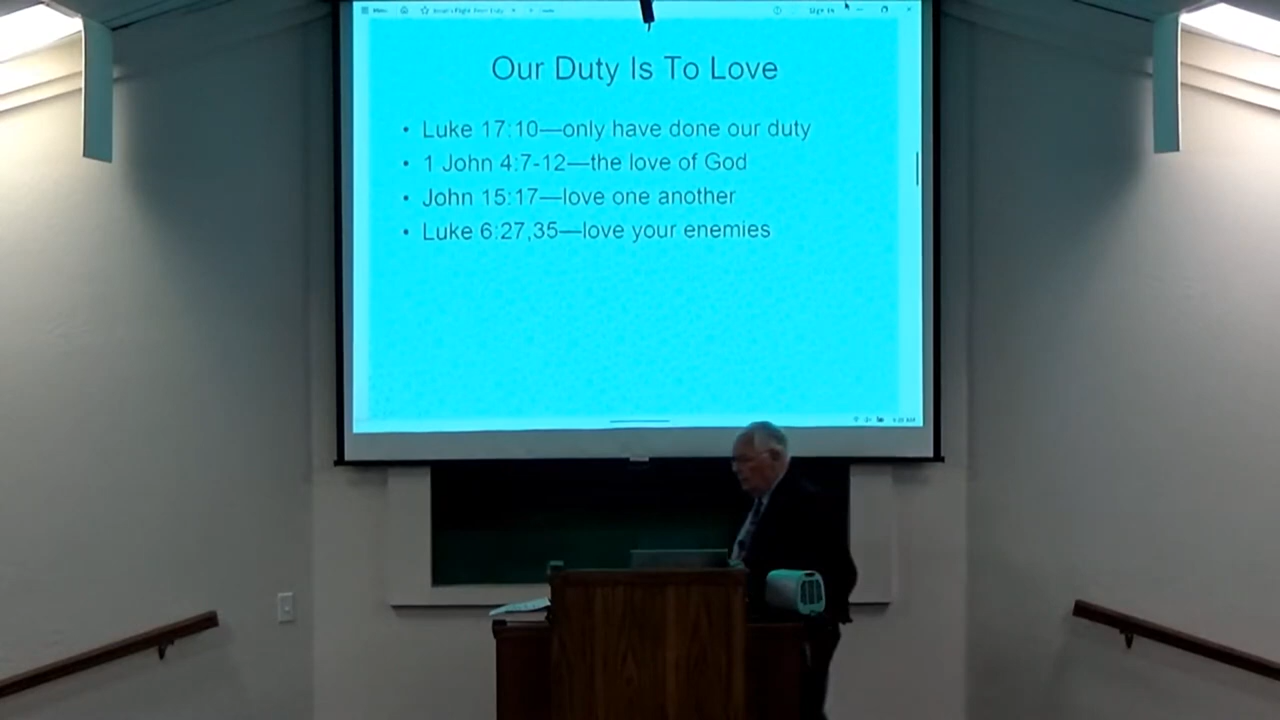 Menu
Our Duty Is To Love
• Luke 17:10—only have done our duty
• 1 John 4:7-12—the love of God
• John 15:17—love one another
• Luke 6:27,35—love your enemies